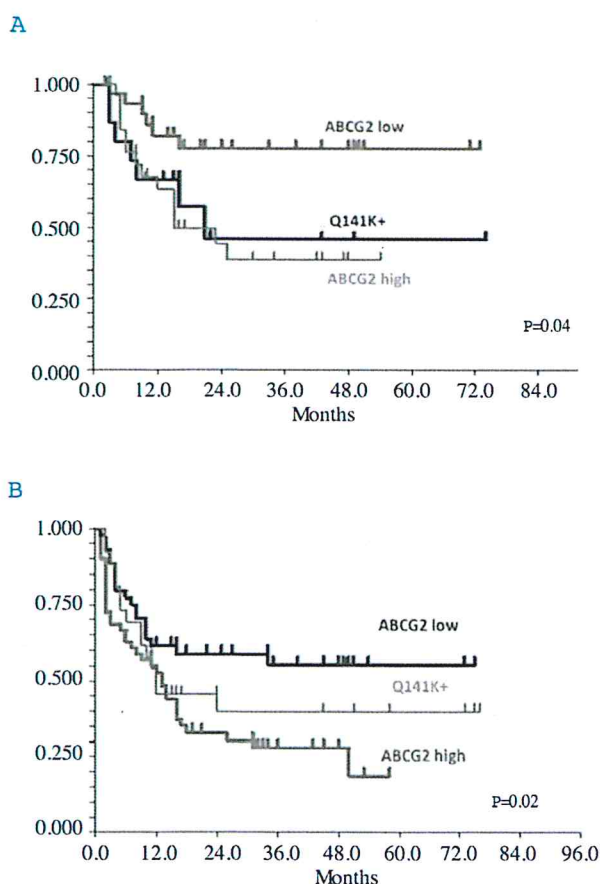 A
1.000
ABCG2 low
0.750
Q141K+
0.500
ABCG2 high
0.250
P=0.04
0.000
0.0 12.0 24.0 36.0 48.0 60.0 72.0 84.0
Months
B
1.000
0.750
ABCG2 low
0.500
Q141K+
0.250
ABCG2 high
P=0.02
0.000
0.0 12.0 24.0 36.0 48.0 60.0 72.0 84.0 96.0
Months